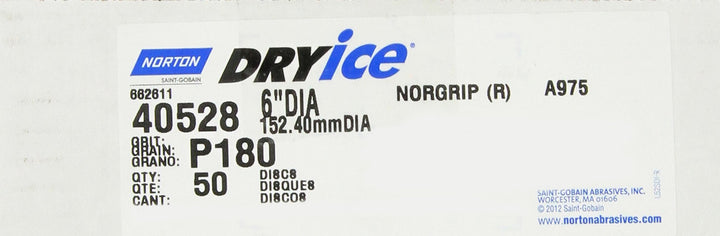 NORTON
SAINT-GOBAIN
DRYice
662611
40528
6"DIA
152.40mmDIA
NORGRIP (R) A975
GRIT:
GRAIN:
GRANO:
P180
QTY: 50 DISCS
QTE: DISQUES
CANT: DISCOS
SAINT-GOBAIN ABRASIVES, INC.
WORCESTER, MA 01606
© 2012 Saint-Gobain
www.nortonabrasives.com